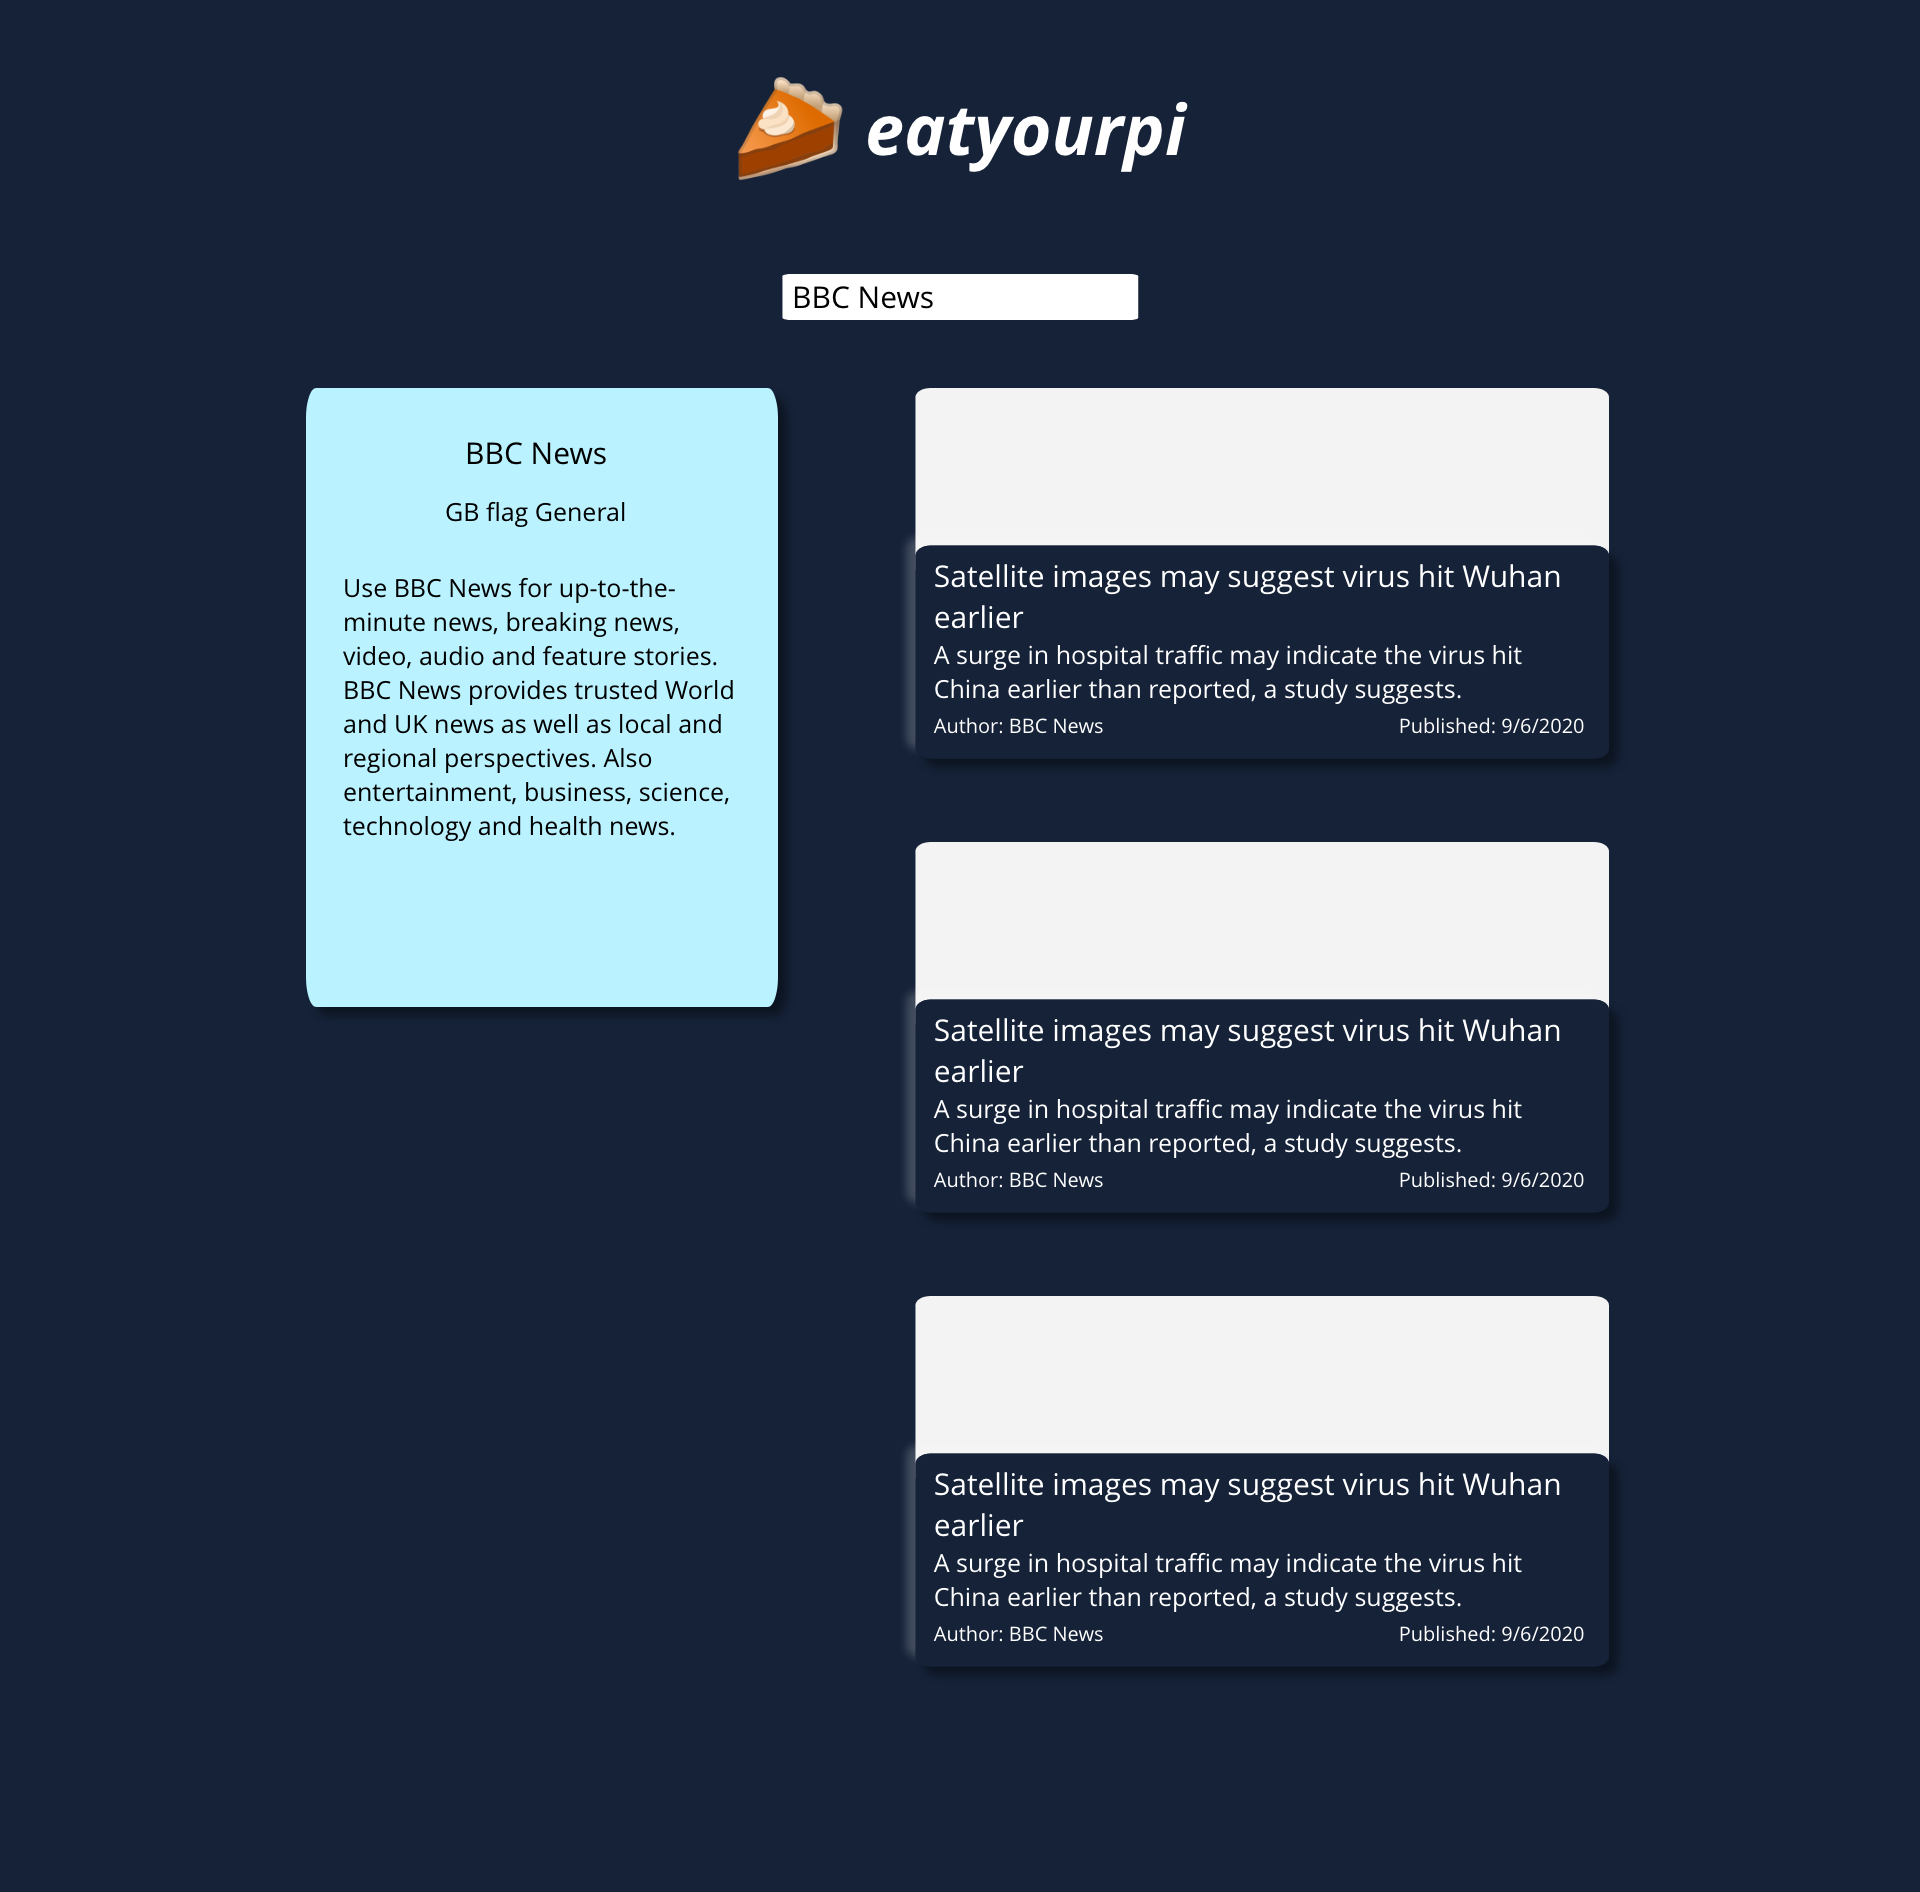 eatyourpi
BBC News
BBC News
GB flag General
Use BBC News for up-to-the-
minute news, breaking news,
video, audio and feature stories.
BBC News provides trusted World
and UK news as well as local and
regional perspectives. Also
entertainment, business, science,
technology and health news.
Satellite images may suggest virus hit Wuhan
earlier
A surge in hospital traffic may indicate the virus hit
China earlier than reported, a study suggests.
Author: BBC News Published: 9/6/2020
Satellite images may suggest virus hit Wuhan
earlier
A surge in hospital traffic may indicate the virus hit
China earlier than reported, a study suggests.
Author: BBC News Published: 9/6/2020
Satellite images may suggest virus hit Wuhan
earlier
A surge in hospital traffic may indicate the virus hit
China earlier than reported, a study suggests.
Author: BBC News Published: 9/6/2020